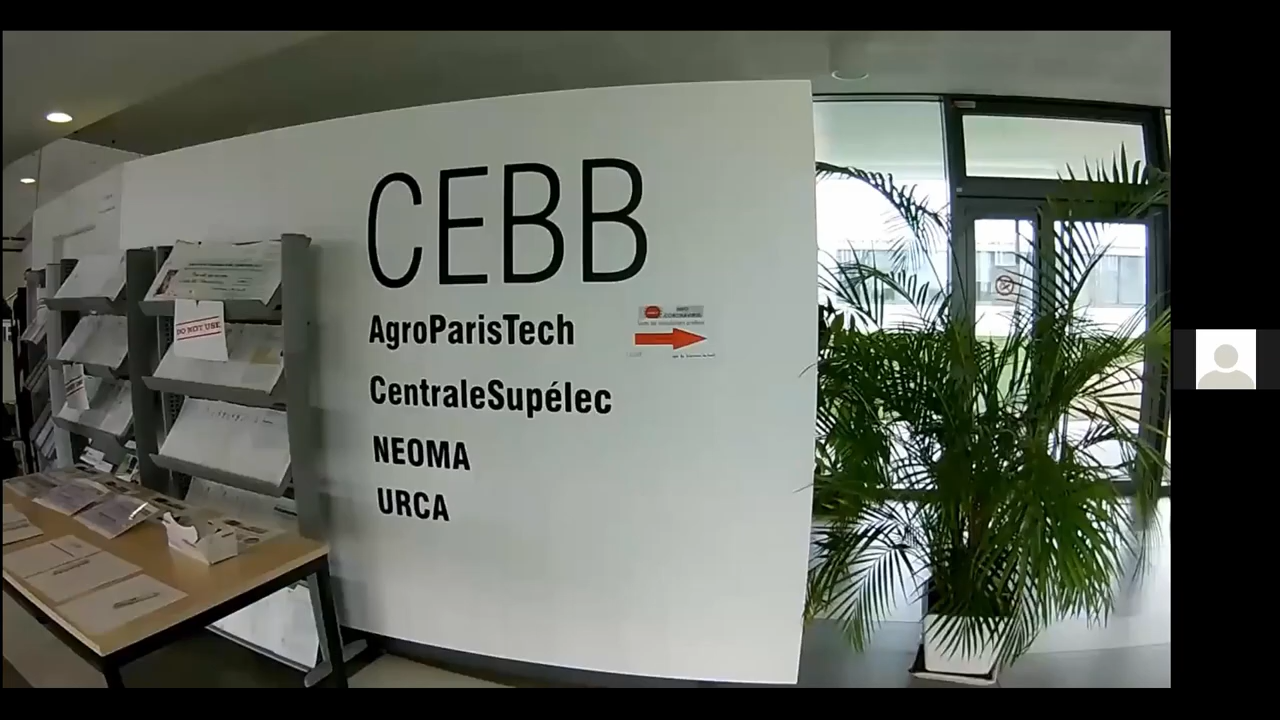 CEBB
AgroParisTech
CentraleSupélec
NEOMA
URCA
DO NOT USE